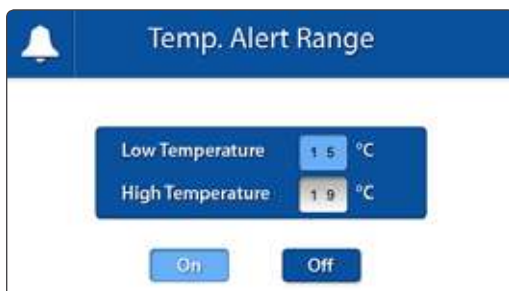 Temp. Alert Range
Low Temperature 15 °C
High Temperature 19 °C
On Off